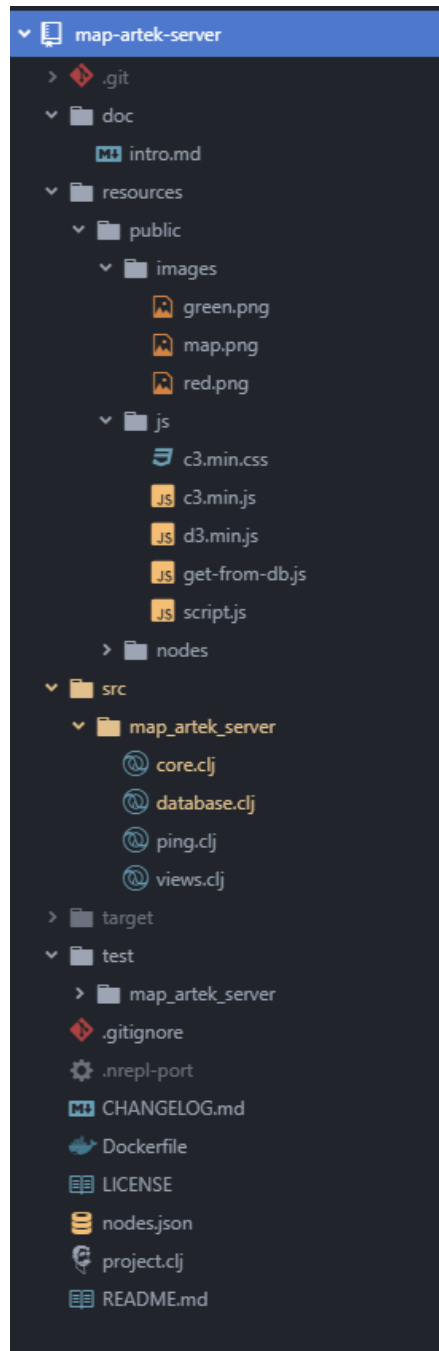 map-artek-server
.git
doc
intro.md
resources
public
images
green.png
map.png
red.png
js
c3.min.css
c3.min.js
d3.min.js
get-from-db.js
script.js
nodes
src
map_artek_server
core.clj
database.clj
ping.clj
views.clj
target
test
map_artek_server
.gitignore
.nrepl-port
CHANGELOG.md
Dockerfile
LICENSE
nodes.json
project.clj
README.md